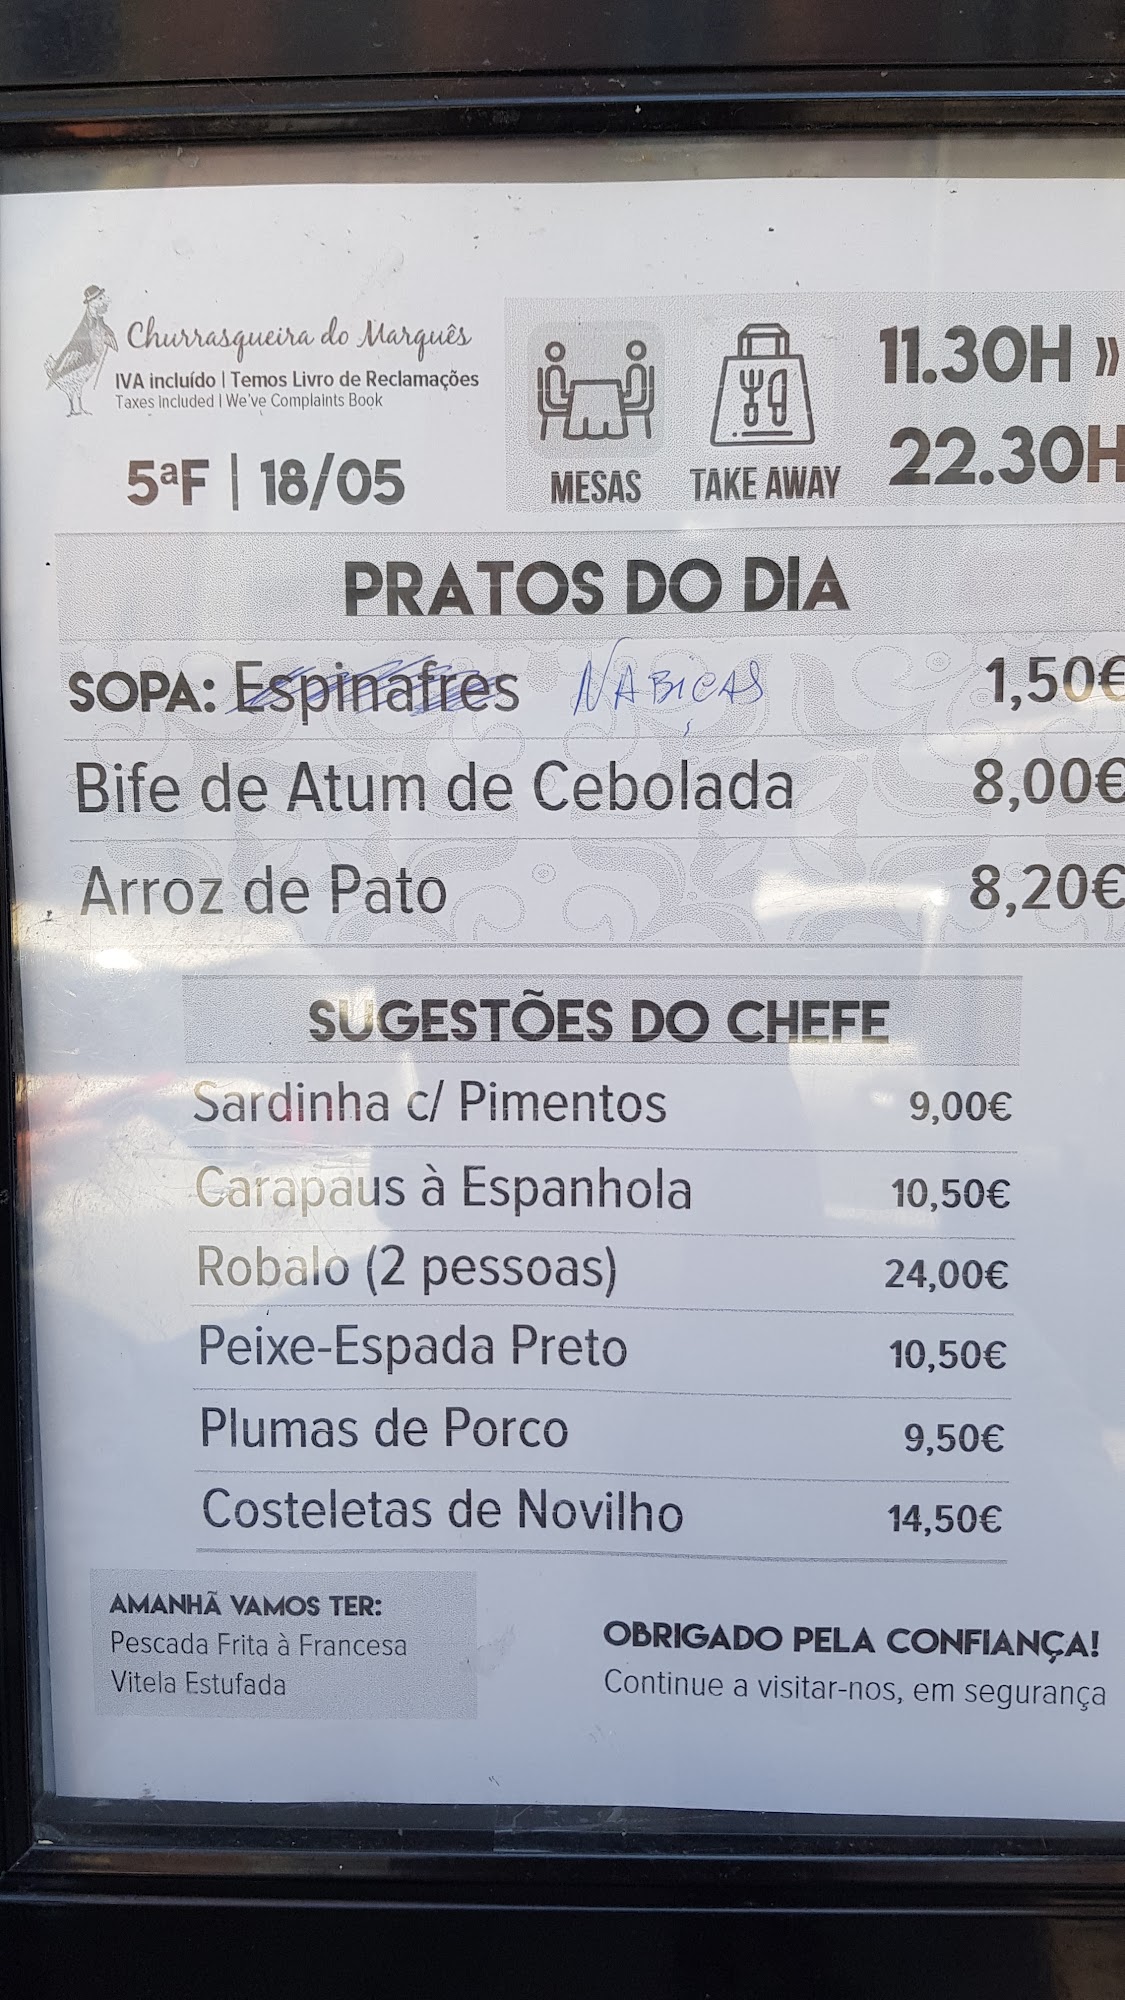 Churrasqueira do Marquês
IVA incluído | Temos Livro de Reclamações
Taxes Included | We've Complaints Book
5ªF | 18/05
MESAS
TAKE AWAY
11.30H »
22.30H
PRATOS DO DIA
SOPA: Espinafres NABIÇAS 1,50€
Bife de Atum de Cebolada 8,00€
Arroz de Pato 8,20€
SUGESTÕES DO CHEFE
Sardinha c/ Pimentos 9,00€
Carapaus à Espanhola 10,50€
Robalo (2 pessoas) 24,00€
Peixe-Espada Preto 10,50€
Plumas de Porco 9,50€
Costeletas de Novilho 14,50€
AMANHÃ VAMOS TER:
Pescada Frita à Francesa
Vitela Estufada
OBRIGADO PELA CONFIANÇA!
Continue a visitar-nos, em segurança